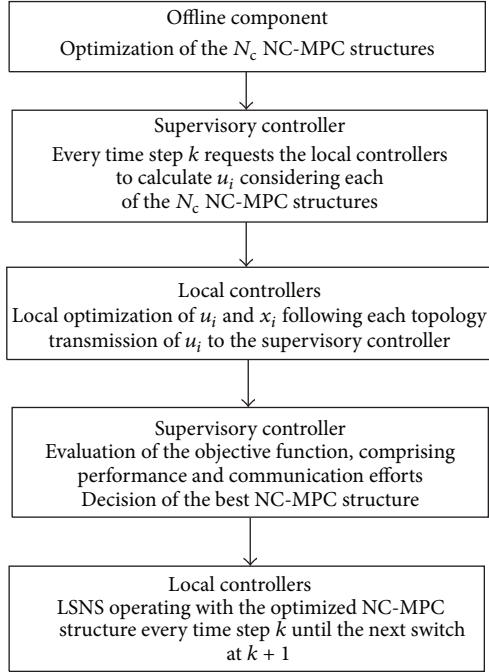 Offline component
Optimization of the N_c NC-MPC structures
Supervisory controller
Every time step k requests the local controllers
to calculate u_i considering each
of the N_c NC-MPC structures
Local controllers
Local optimization of u_i and x_i following each topology
transmission of u_i to the supervisory controller
Supervisory controller
Evaluation of the objective function, comprising
performance and communication efforts
Decision of the best NC-MPC structure
Local controllers
LSNS operating with the optimized NC-MPC
structure every time step k until the next switch
at k + 1